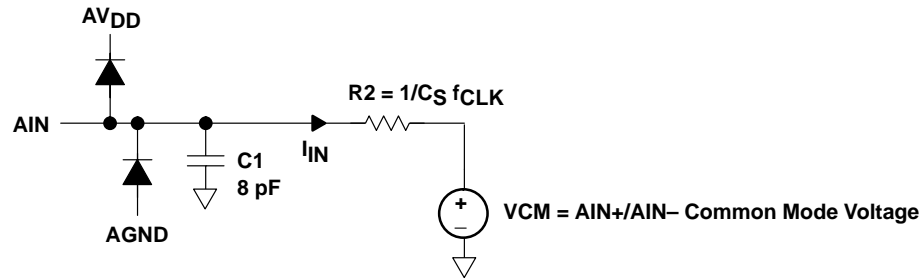 AVDD
R2 = 1/CS fCLK
AIN
IIN
C1
8 pF
+
–
VCM = AIN+/AIN– Common Mode Voltage
AGND